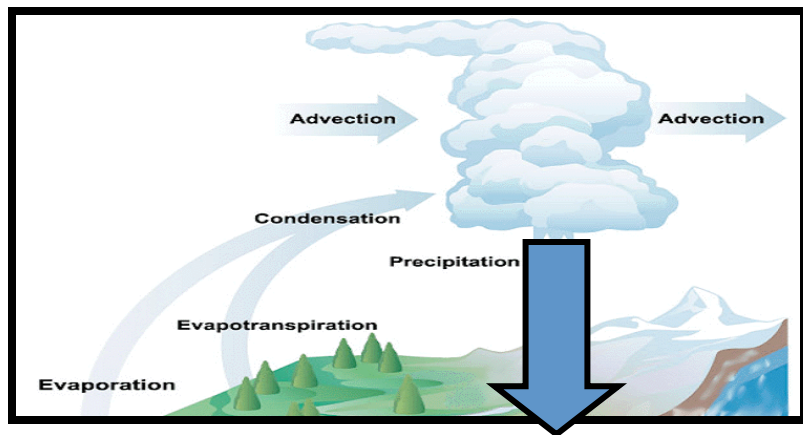 Advection
Advection
Condensation
Precipitation
Evapotranspiration
Evaporation